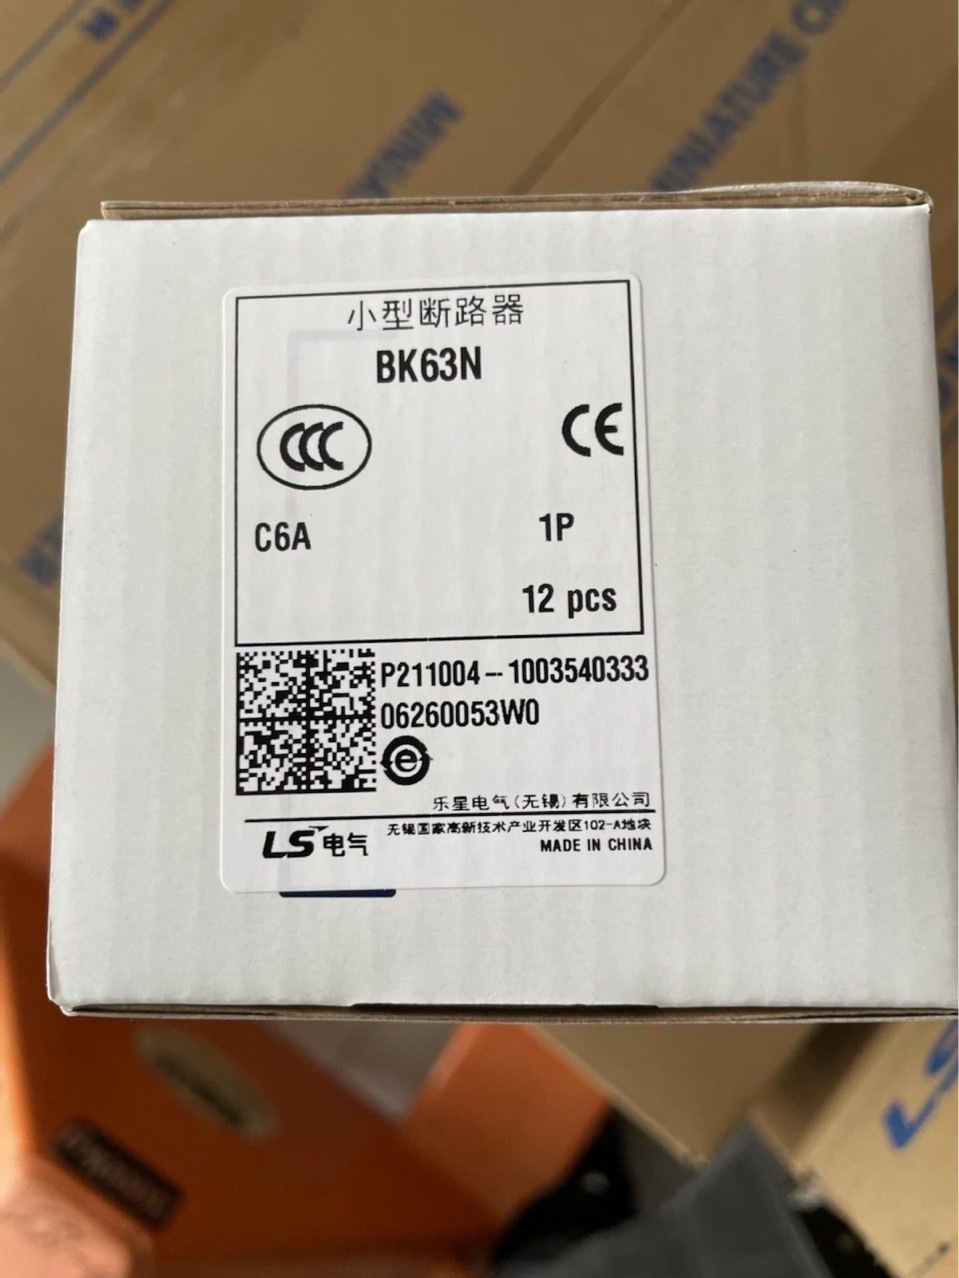 MINIATURE
小型断路器
BK63N
CCC
CE
C6A 1P
12 pcs
P211004--1003540333
06260053W0
e
乐星电气(无锡)有限公司
LS电气
无锡国家高新技术产业开发区102-A地块
MADE IN CHINA
LS